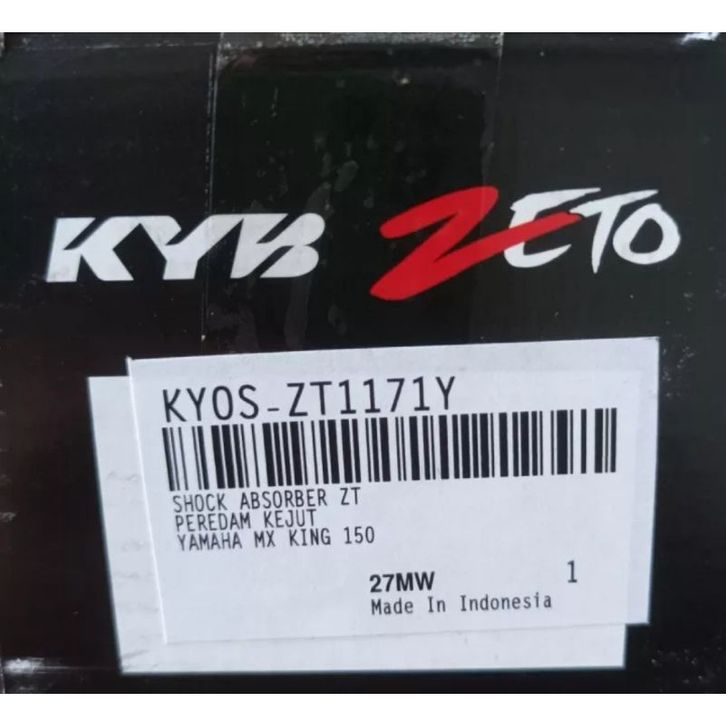 KYB ZETO
KYOS-ZT1171Y
SHOCK ABSORBER ZT
PEREDAM KEJUT
YAMAHA MX KING 150
27MW 1
Made In Indonesia